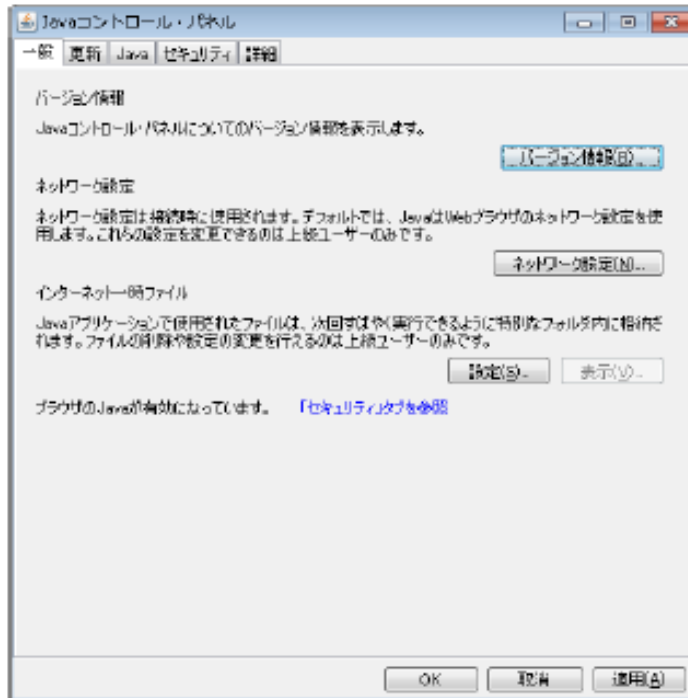 Javaコントロール・パネル
一般 更新 Java セキュリティ 詳細
バージョン情報
Javaコントロール・パネルについてのバージョン情報を表示します。
バージョン情報(B)...
ネットワーク設定
ネットワーク設定は接続時に使用されます。デフォルトでは、JavaはWebブラウザのネットワーク設定を使
用します。これらの設定を変更できるのは上級ユーザーのみです。
ネットワーク設定(N)...
インターネット一時ファイル
Javaアプリケーションで使用されたファイルは、次回すばやく実行できるように特別なフォルダ内に格納さ
れます。ファイルの削除や設定の変更を行えるのは上級ユーザーのみです。
設定(S)... 表示(V)...
ブラウザのJavaが有効になっています。 「セキュリティ」タブを参照
OK 取消 適用(A)